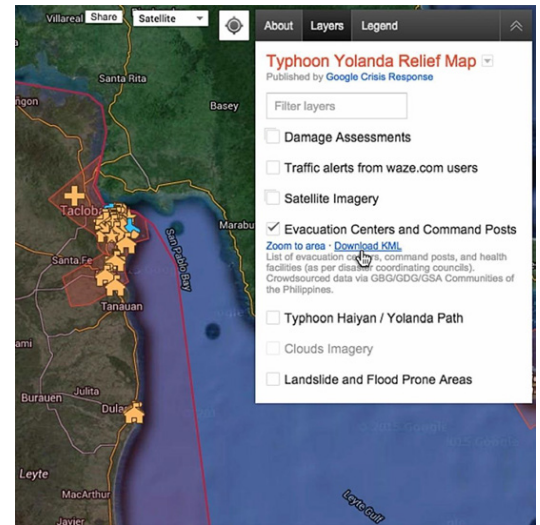 Villareal
Share
Satellite
Santa Rita
Basey
Marabu
San Pablo Bay
Santa Fe
Tanauan
Burauen
Julita
Leyte
MacArthur
Javier
Leyte Gulf
About
Layers
Legend
Typhoon Yolanda Relief Map
Published by Google Crisis Response
Filter layers
Damage Assessments
Traffic alerts from waze.com users
Satellite Imagery
Evacuation Centers and Command Posts
Zoom to area · Download KML
List of evacuation centers, command posts, and health
facilities (as per disaster coordinating councils).
Crowdsourced data via GBG/GDG/GSA Communities of
the Philippines.
Typhoon Haiyan / Yolanda Path
Clouds Imagery
Landslide and Flood Prone Areas